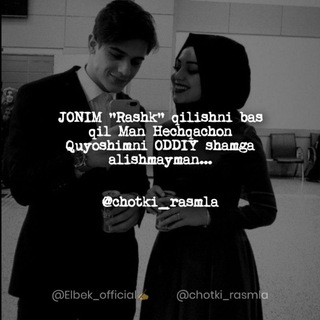 JONIM "Rashk" qilishni bas
qil Man Hechqachon
Quyoshimni ODDIY shamga
alishmayman...
@chotki_rasmla
@Elbek_official✍ @chotki_rasmla